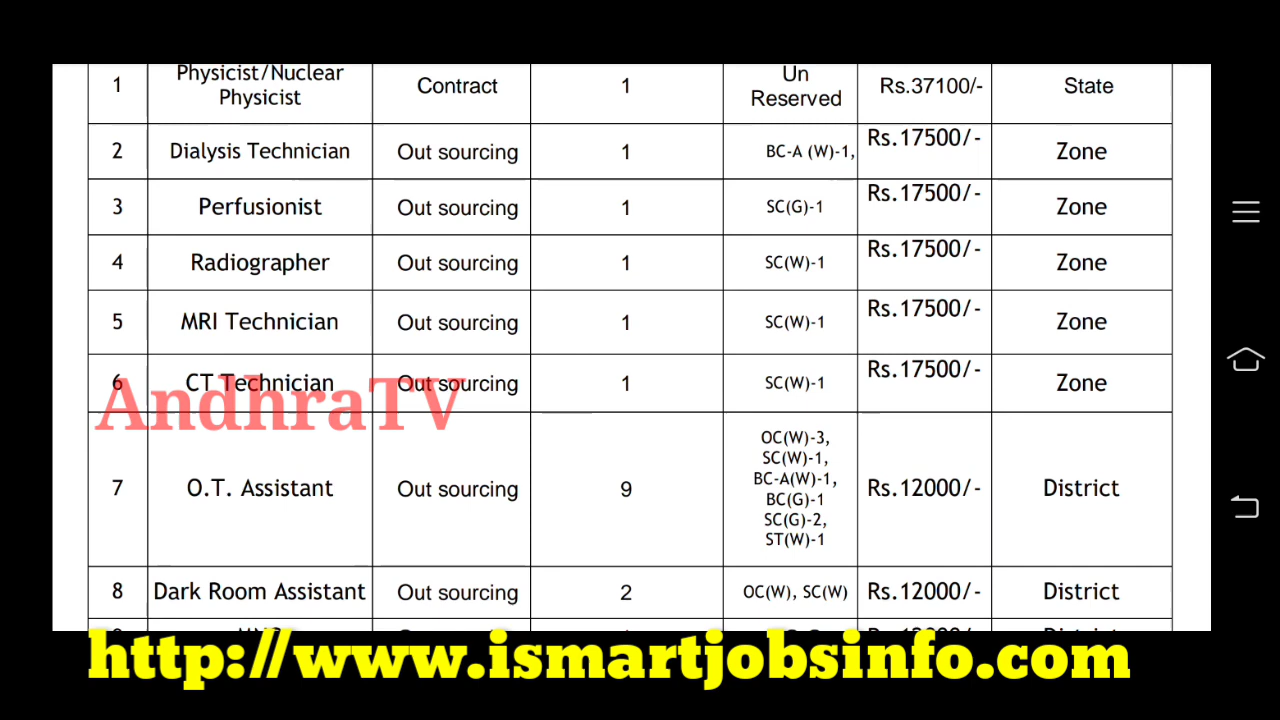 1 Physicist/Nuclear Physicist Contract 1 Un Reserved Rs.37100/- State
2 Dialysis Technician Out sourcing 1 BC-A (W)-1, Rs.17500/- Zone
3 Perfusionist Out sourcing 1 SC(G)-1 Rs.17500/- Zone
4 Radiographer Out sourcing 1 SC(W)-1 Rs.17500/- Zone
5 MRI Technician Out sourcing 1 SC(W)-1 Rs.17500/- Zone
6 CT Technician Out sourcing 1 SC(W)-1 Rs.17500/- Zone
AndhraTV
7 O.T. Assistant Out sourcing 9 OC(W)-3,
SC(W)-1,
BC-A(W)-1,
BC(G)-1
SC(G)-2,
ST(W)-1
Rs.12000/- District
8 Dark Room Assistant Out sourcing 2 OC(W), SC(W) Rs.12000/- District
http://www.ismartjobsinfo.com